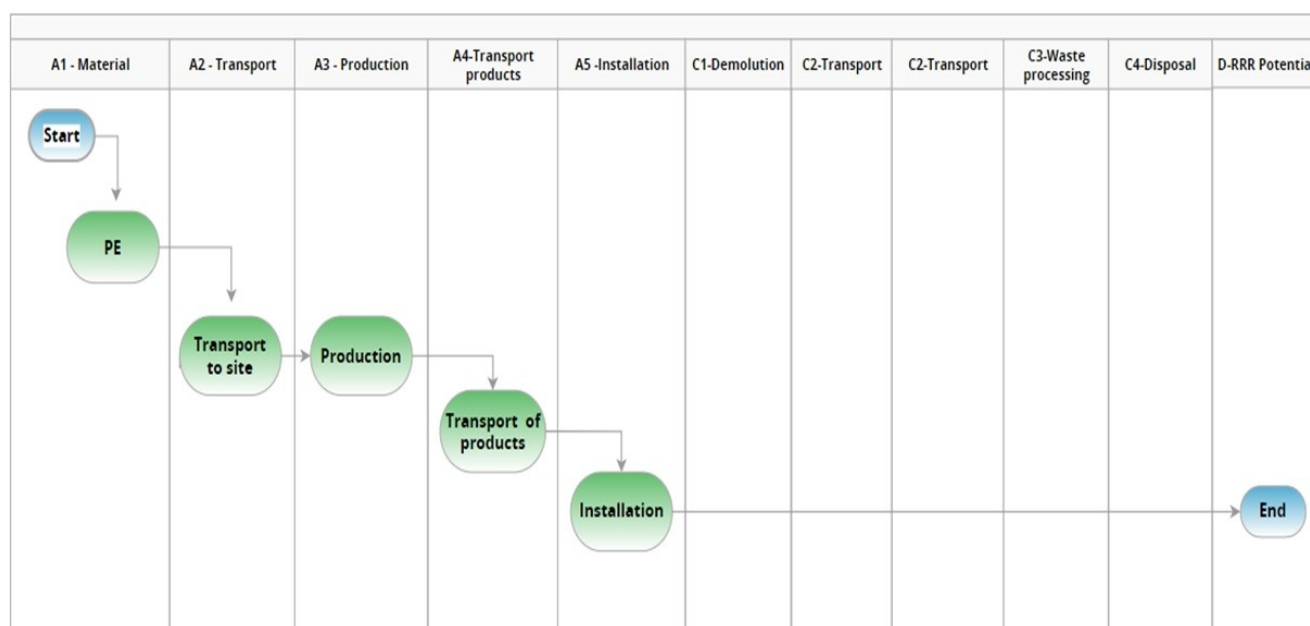 A1 - Material
A2 - Transport
A3 - Production
A4-Transport
products
A5 -Installation
C1-Demolution
C2-Transport
C2-Transport
C3-Waste
processing
C4-Disposal
D-RRR Potentia
Start
PE
Transport
to site
Production
Transport of
products
Installation
End